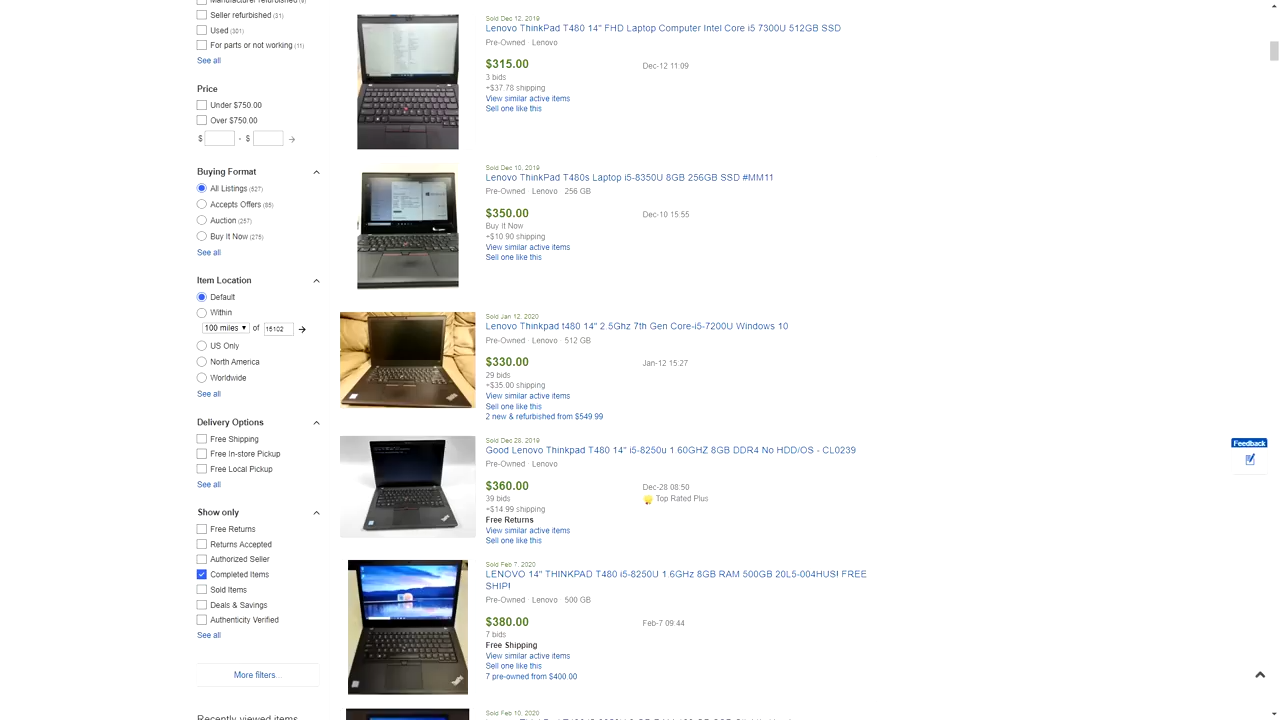 Manufacturer refurbished (9)
Seller refurbished (31)
Used (301)
For parts or not working (11)
See all
Price
Under $750.00
Over $750.00
$ - $
Buying Format
All Listings (527)
Accepts Offers (65)
Auction (257)
Buy It Now (275)
See all
Item Location
Default
Within
100 miles of 15102
US Only
North America
Worldwide
See all
Delivery Options
Free Shipping
Free In-store Pickup
Free Local Pickup
See all
Show only
Free Returns
Returns Accepted
Authorized Seller
Completed Items
Sold Items
Deals & Savings
Authenticity Verified
See all
More filters...
Recently viewed items
Sold Dec 12, 2019
Lenovo ThinkPad T480 14" FHD Laptop Computer Intel Core i5 7300U 512GB SSD
Pre-Owned · Lenovo
$315.00 Dec-12 11:09
3 bids
+$37.78 shipping
View similar active items
Sell one like this
Sold Dec 10, 2019
Lenovo ThinkPad T480s Laptop i5-8350U 8GB 256GB SSD #MM11
Pre-Owned · Lenovo · 256 GB
$350.00 Dec-10 15:55
Buy It Now
+$10.90 shipping
View similar active items
Sell one like this
Sold Jan 12, 2020
Lenovo Thinkpad t480 14" 2.5Ghz 7th Gen Core-i5-7200U Windows 10
Pre-Owned · Lenovo · 512 GB
$330.00 Jan-12 15:27
29 bids
+$35.00 shipping
View similar active items
Sell one like this
2 new & refurbished from $549.99
Sold Dec 28, 2019
Good Lenovo Thinkpad T480 14" i5-8250u 1.60GHZ 8GB DDR4 No HDD/OS - CL0239
Pre-Owned · Lenovo
$360.00 Dec-28 08:50
39 bids Top Rated Plus
+$14.99 shipping
Free Returns
View similar active items
Sell one like this
Sold Feb 7, 2020
LENOVO 14" THINKPAD T480 i5-8250U 1.6GHz 8GB RAM 500GB 20L5-004HUS! FREE
SHIP!
Pre-Owned · Lenovo · 500 GB
$380.00 Feb-7 09:44
7 bids
Free Shipping
View similar active items
Sell one like this
7 pre-owned from $400.00
Sold Feb 10, 2020
Feedback